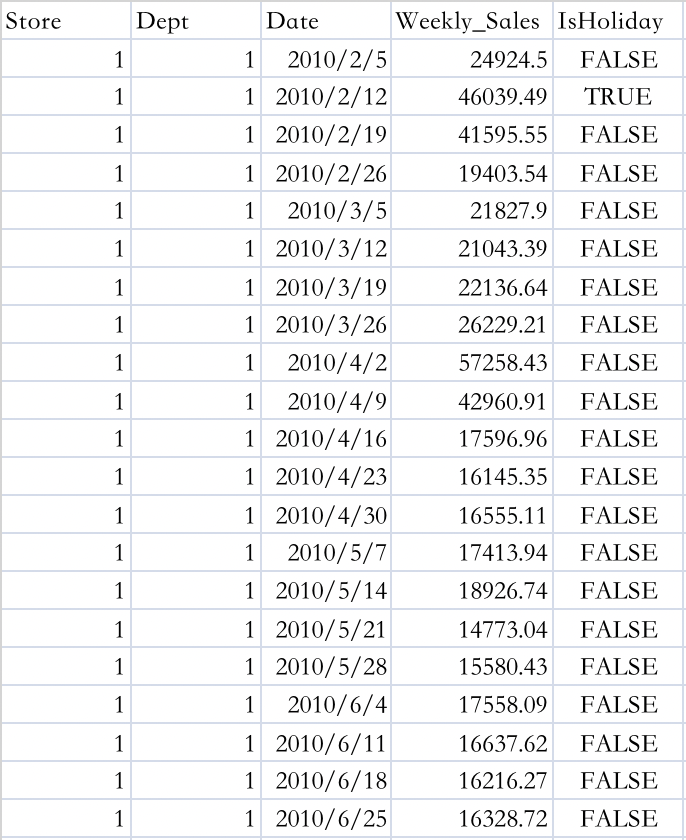 Store Dept Date Weekly_Sales IsHoliday
1 1 2010/2/5 24924.5 FALSE
1 1 2010/2/12 46039.49 TRUE
1 1 2010/2/19 41595.55 FALSE
1 1 2010/2/26 19403.54 FALSE
1 1 2010/3/5 21827.9 FALSE
1 1 2010/3/12 21043.39 FALSE
1 1 2010/3/19 22136.64 FALSE
1 1 2010/3/26 26229.21 FALSE
1 1 2010/4/2 57258.43 FALSE
1 1 2010/4/9 42960.91 FALSE
1 1 2010/4/16 17596.96 FALSE
1 1 2010/4/23 16145.35 FALSE
1 1 2010/4/30 16555.11 FALSE
1 1 2010/5/7 17413.94 FALSE
1 1 2010/5/14 18926.74 FALSE
1 1 2010/5/21 14773.04 FALSE
1 1 2010/5/28 15580.43 FALSE
1 1 2010/6/4 17558.09 FALSE
1 1 2010/6/11 16637.62 FALSE
1 1 2010/6/18 16216.27 FALSE
1 1 2010/6/25 16328.72 FALSE